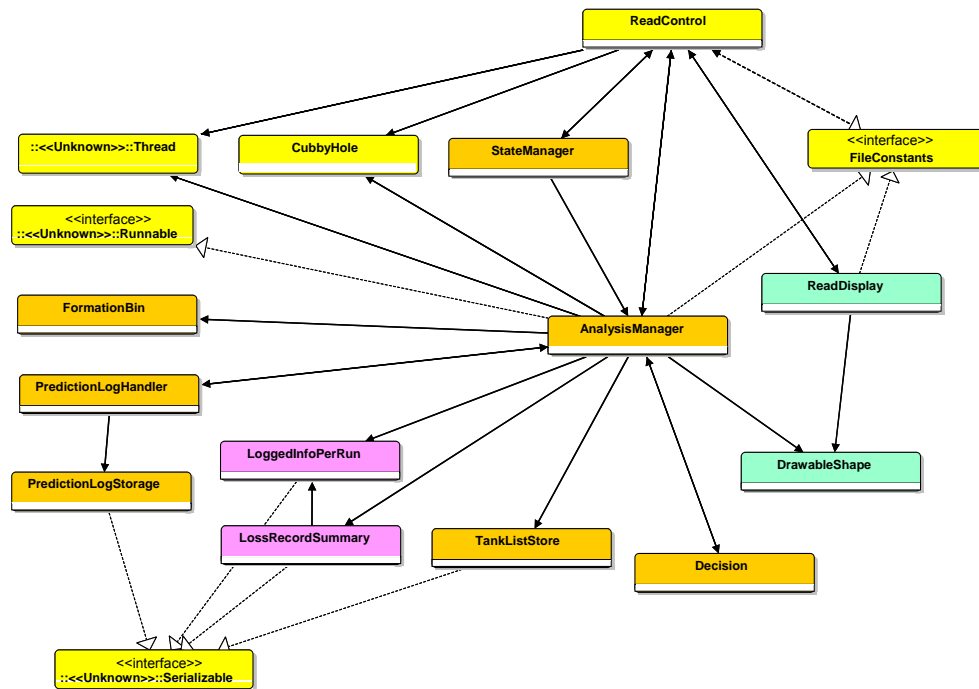 ReadControl
::<<Unknown>>::Thread
CubbyHole
StateManager
<<interface>>
FileConstants
<<interface>>
::<<Unknown>>::Runnable
ReadDisplay
FormationBin
AnalysisManager
PredictionLogHandler
LoggedInfoPerRun
DrawableShape
PredictionLogStorage
LossRecordSummary
TankListStore
Decision
<<interface>>
::<<Unknown>>::Serializable